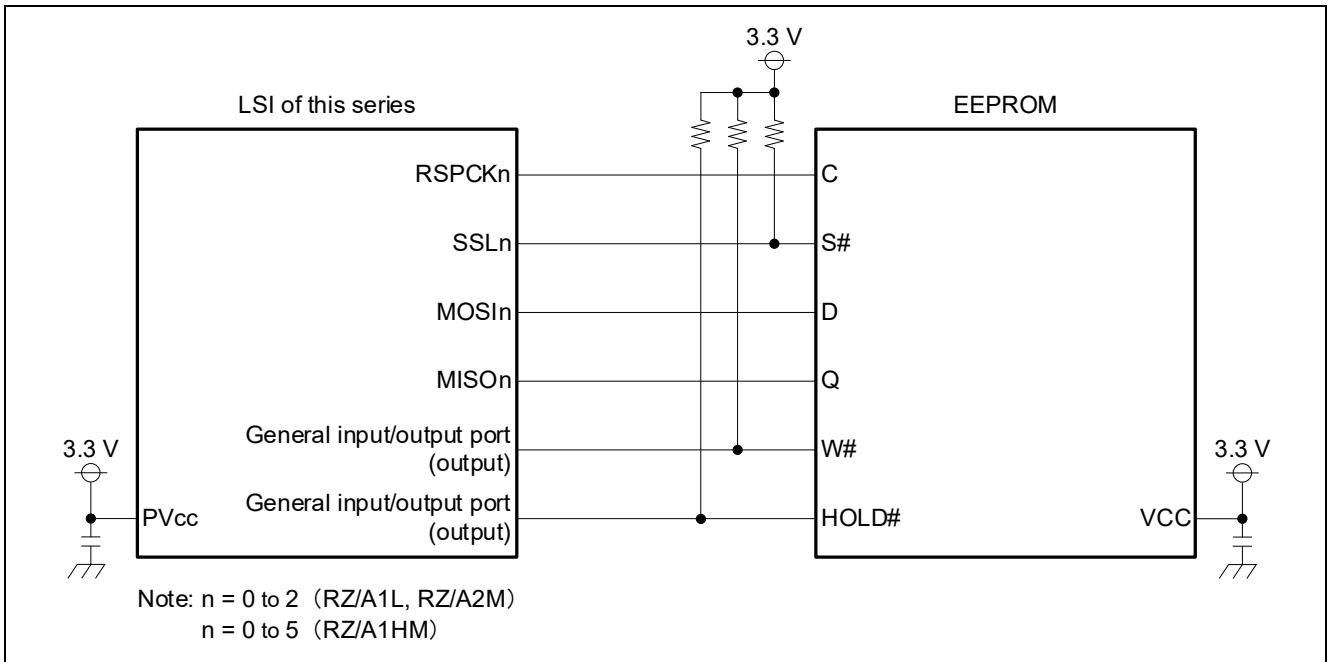 3.3 V
LSI of this series
EEPROM
RSPCKn
C
SSLn
S#
MOSIn
D
MISOn
Q
General input/output port
(output)
W#
3.3 V
3.3 V
General input/output port
(output)
PVcc
HOLD#
VCC
Note: n = 0 to 2（RZ/A1L, RZ/A2M）
n = 0 to 5（RZ/A1HM）